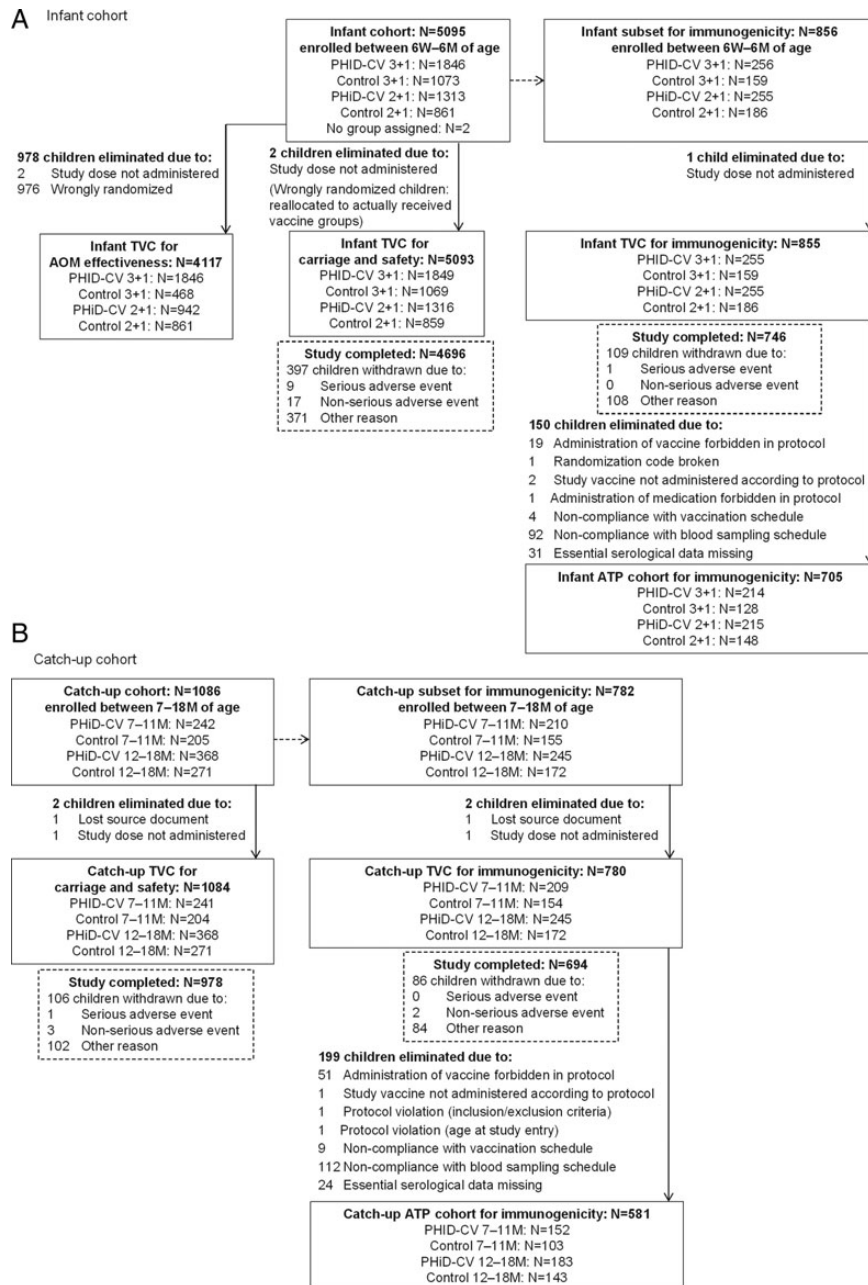 A
Infant cohort
Infant cohort: N=5095
enrolled between 6W–6M of age
PHID-CV 3+1: N=1846
Control 3+1: N=1073
PHiD-CV 2+1: N=1313
Control 2+1: N=861
No group assigned: N=2
Infant subset for immunogenicity: N=856
enrolled between 6W–6M of age
PHID-CV 3+1: N=256
Control 3+1: N=159
PHiD-CV 2+1: N=255
Control 2+1: N=186
978 children eliminated due to:
2 Study dose not administered
976 Wrongly randomized
2 children eliminated due to:
Study dose not administered
(Wrongly randomized children:
reallocated to actually received
vaccine groups)
1 child eliminated due to:
Study dose not administered
Infant TVC for
AOM effectiveness: N=4117
PHID-CV 3+1: N=1846
Control 3+1: N=468
PHiD-CV 2+1: N=942
Control 2+1: N=861
Infant TVC for
carriage and safety: N=5093
PHID-CV 3+1: N=1849
Control 3+1: N=1069
PHiD-CV 2+1: N=1316
Control 2+1: N=859
Infant TVC for immunogenicity: N=855
PHID-CV 3+1: N=255
Control 3+1: N=159
PHiD-CV 2+1: N=255
Control 2+1: N=186
Study completed: N=4696
397 children withdrawn due to:
9 Serious adverse event
17 Non-serious adverse event
371 Other reason
Study completed: N=746
109 children withdrawn due to:
1 Serious adverse event
0 Non-serious adverse event
108 Other reason
150 children eliminated due to:
19 Administration of vaccine forbidden in protocol
1 Randomization code broken
2 Study vaccine not administered according to protocol
1 Administration of medication forbidden in protocol
4 Non-compliance with vaccination schedule
92 Non-compliance with blood sampling schedule
31 Essential serological data missing
Infant ATP cohort for immunogenicity: N=705
PHID-CV 3+1: N=214
Control 3+1: N=128
PHiD-CV 2+1: N=215
Control 2+1: N=148
B
Catch-up cohort
Catch-up cohort: N=1086
enrolled between 7–18M of age
PHiD-CV 7–11M: N=242
Control 7–11M: N=205
PHiD-CV 12–18M: N=368
Control 12–18M: N=271
Catch-up subset for immunogenicity: N=782
enrolled between 7–18M of age
PHiD-CV 7–11M: N=210
Control 7–11M: N=155
PHiD-CV 12–18M: N=245
Control 12–18M: N=172
2 children eliminated due to:
1 Lost source document
1 Study dose not administered
2 children eliminated due to:
1 Lost source document
1 Study dose not administered
Catch-up TVC for
carriage and safety: N=1084
PHID-CV 7–11M: N=241
Control 7–11M: N=204
PHiD-CV 12–18M: N=368
Control 12–18M: N=271
Catch-up TVC for immunogenicity: N=780
PHID-CV 7–11M: N=209
Control 7–11M: N=154
PHiD-CV 12–18M: N=245
Control 12–18M: N=172
Study completed: N=978
106 children withdrawn due to:
1 Serious adverse event
3 Non-serious adverse event
102 Other reason
Study completed: N=694
86 children withdrawn due to:
0 Serious adverse event
2 Non-serious adverse event
84 Other reason
199 children eliminated due to:
51 Administration of vaccine forbidden in protocol
1 Study vaccine not administered according to protocol
1 Protocol violation (inclusion/exclusion criteria)
1 Protocol violation (age at study entry)
9 Non-compliance with vaccination schedule
112 Non-compliance with blood sampling schedule
24 Essential serological data missing
Catch-up ATP cohort for immunogenicity: N=581
PHID-CV 7–11M: N=152
Control 7–11M: N=103
PHiD-CV 12–18M: N=183
Control 12–18M: N=143